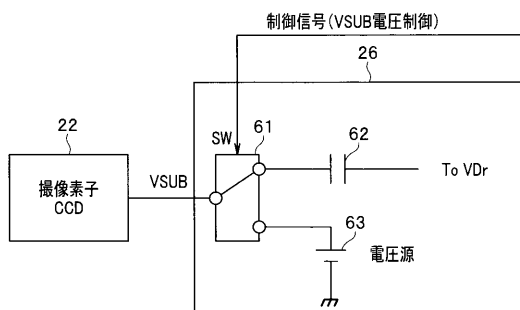 制御信号(VSUB電圧制御)
26
22
SW
61
62
撮像素子
CCD
VSUB
To VDr
63
電圧源